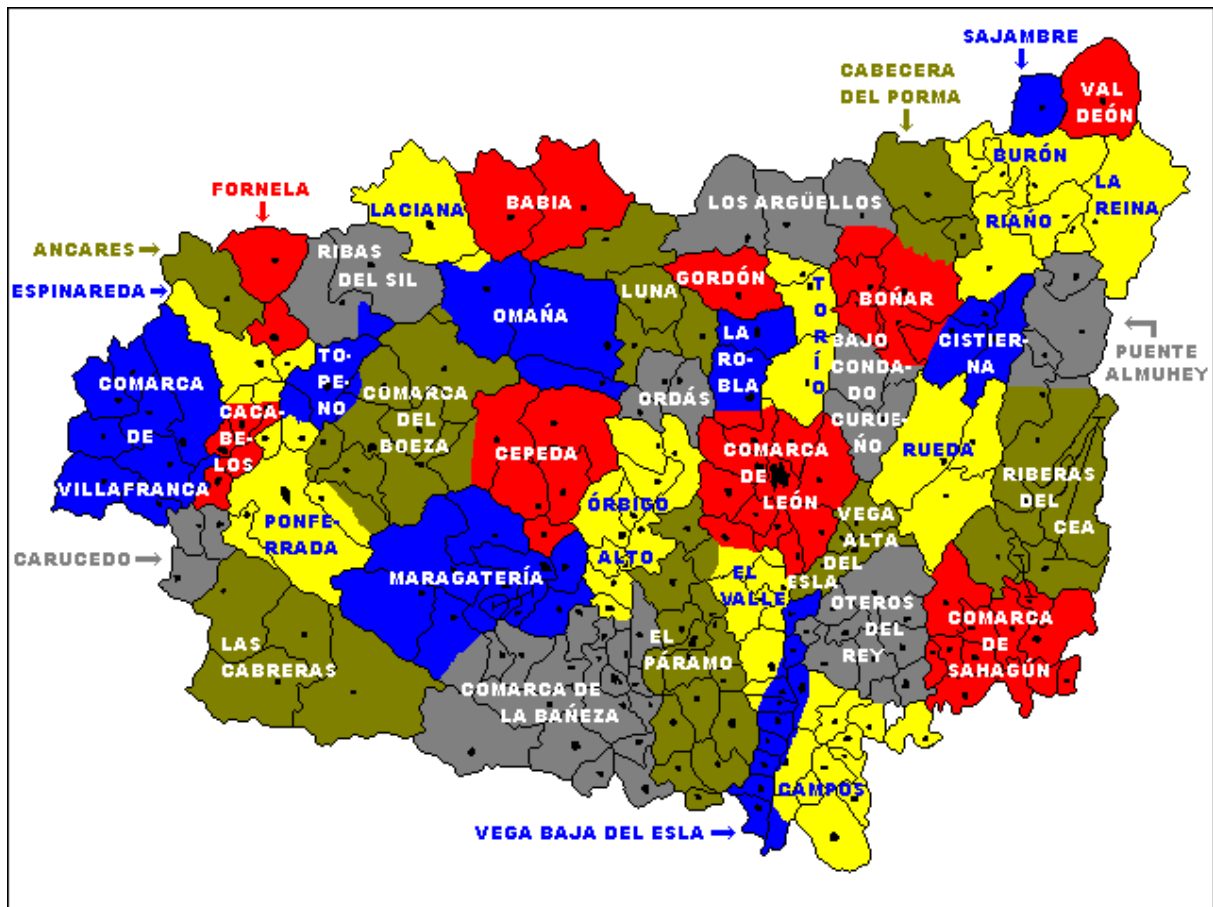 SAJAMBRE
CABECERA
DEL PORMA
VAL
DEÓN
BURÓN
LA
REINA
RIAÑO
FORNELA
LACIANA
BABIA
LOS ARGÜELLOS
ANCARES
RIBAS
DEL SIL
ESPINAREDA
OMAÑA
LUNA
GORDÓN
TORÍO
BOÑAR
LA
RO-
BLA
BAJO
CONDA-
DO
CURUE-
ÑO
CISTIER-
NA
PUENTE
ALMUHEY
COMARCA
DE
VILLAFRANCA
TO-
PE-
NO
CACA-
BE-
LOS
COMARCA
DEL
BOEZA
ORDÁS
CEPEDA
COMARCA
DE
LEÓN
RUEDA
RIBERAS
DEL
CEA
PONFE-
RRADA
ÓRBIGO
ALTO
VEGA
ALTA
DEL
ESLA
CARUCEDO
MARAGATERÍA
EL
VALLE
OTEROS
DEL
REY
COMARCA
DE
SAHAGÚN
LAS
CABRERAS
EL
PÁRAMO
COMARCA DE
LA BAÑEZA
CAMPOS
VEGA BAJA DEL ESLA